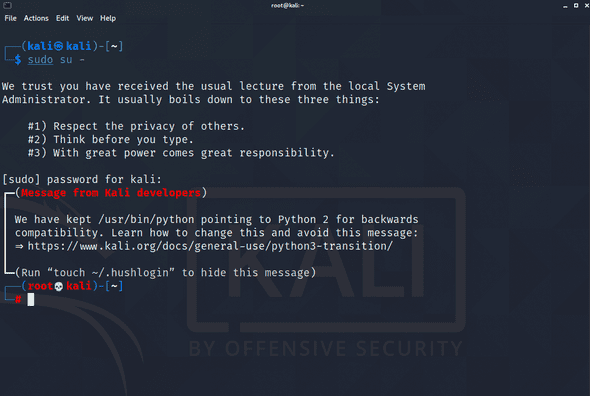 root@kali: ~
File Actions Edit View Help
┌──(kali㉿kali)-[~]
└─$ sudo su -
We trust you have received the usual lecture from the local System
Administrator. It usually boils down to these three things:
#1) Respect the privacy of others.
#2) Think before you type.
#3) With great power comes great responsibility.
[sudo] password for kali:
┏━(Message from Kali developers)
┃ We have kept /usr/bin/python pointing to Python 2 for backwards
┃ compatibility. Learn how to change this and avoid this message:
┃ ⇒ https://www.kali.org/docs/general-use/python3-transition/
┗━(Run “touch ~/.hushlogin” to hide this message)
┌──(root💀kali)-[~]
└─#
KALI
BY OFFENSIVE SECURITY